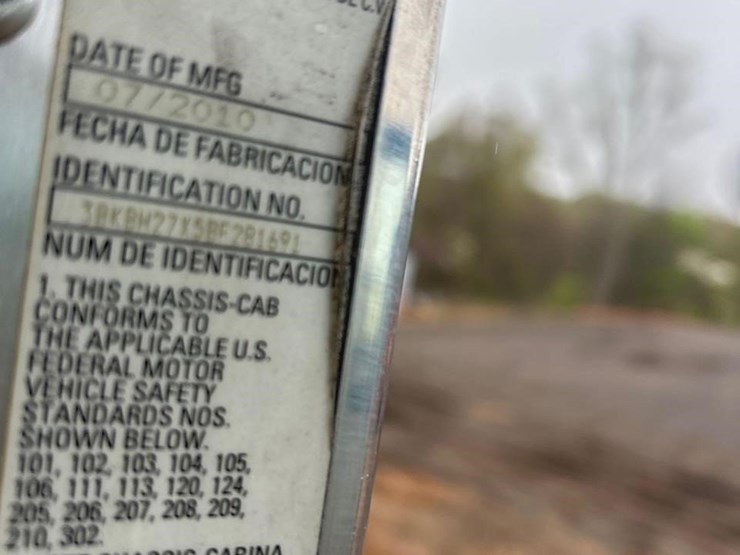 DE C.V
DATE OF MFG
07/2010
FECHA DE FABRICACION
IDENTIFICATION NO.
NUM DE IDENTIFICACION
1. THIS CHASSIS-CAB
CONFORMS TO
THE APPLICABLE U.S.
FEDERAL MOTOR
VEHICLE SAFETY
STANDARDS NOS.
SHOWN BELOW.
101, 102, 103, 104, 105,
106, 111, 113, 120, 124,
205, 206, 207, 208, 209,
210, 302.
CABINA